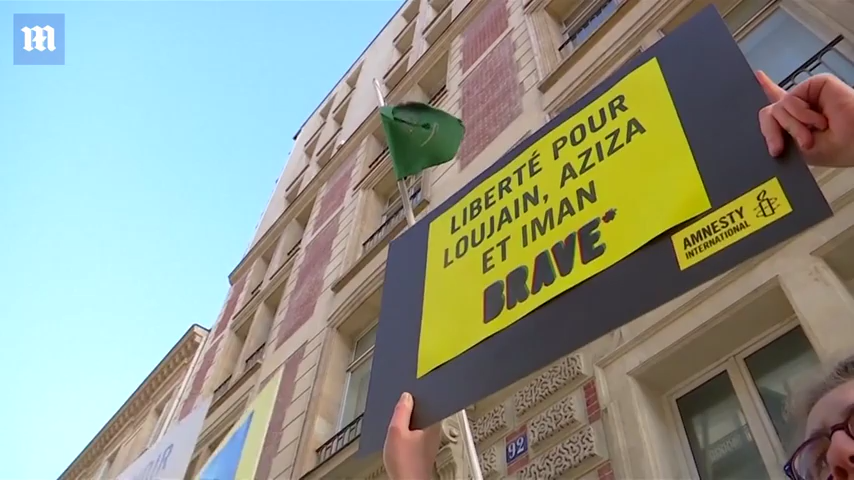 m
LIBERTÉ POUR
LOUJAIN, AZIZA
ET IMAN
BRAVE*
AMNESTY
INTERNATIONAL
92